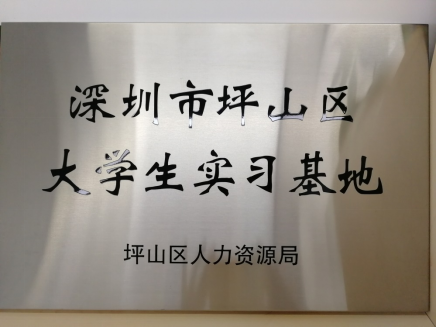 深圳市坪山区
大学生实习基地
坪山区人力资源局